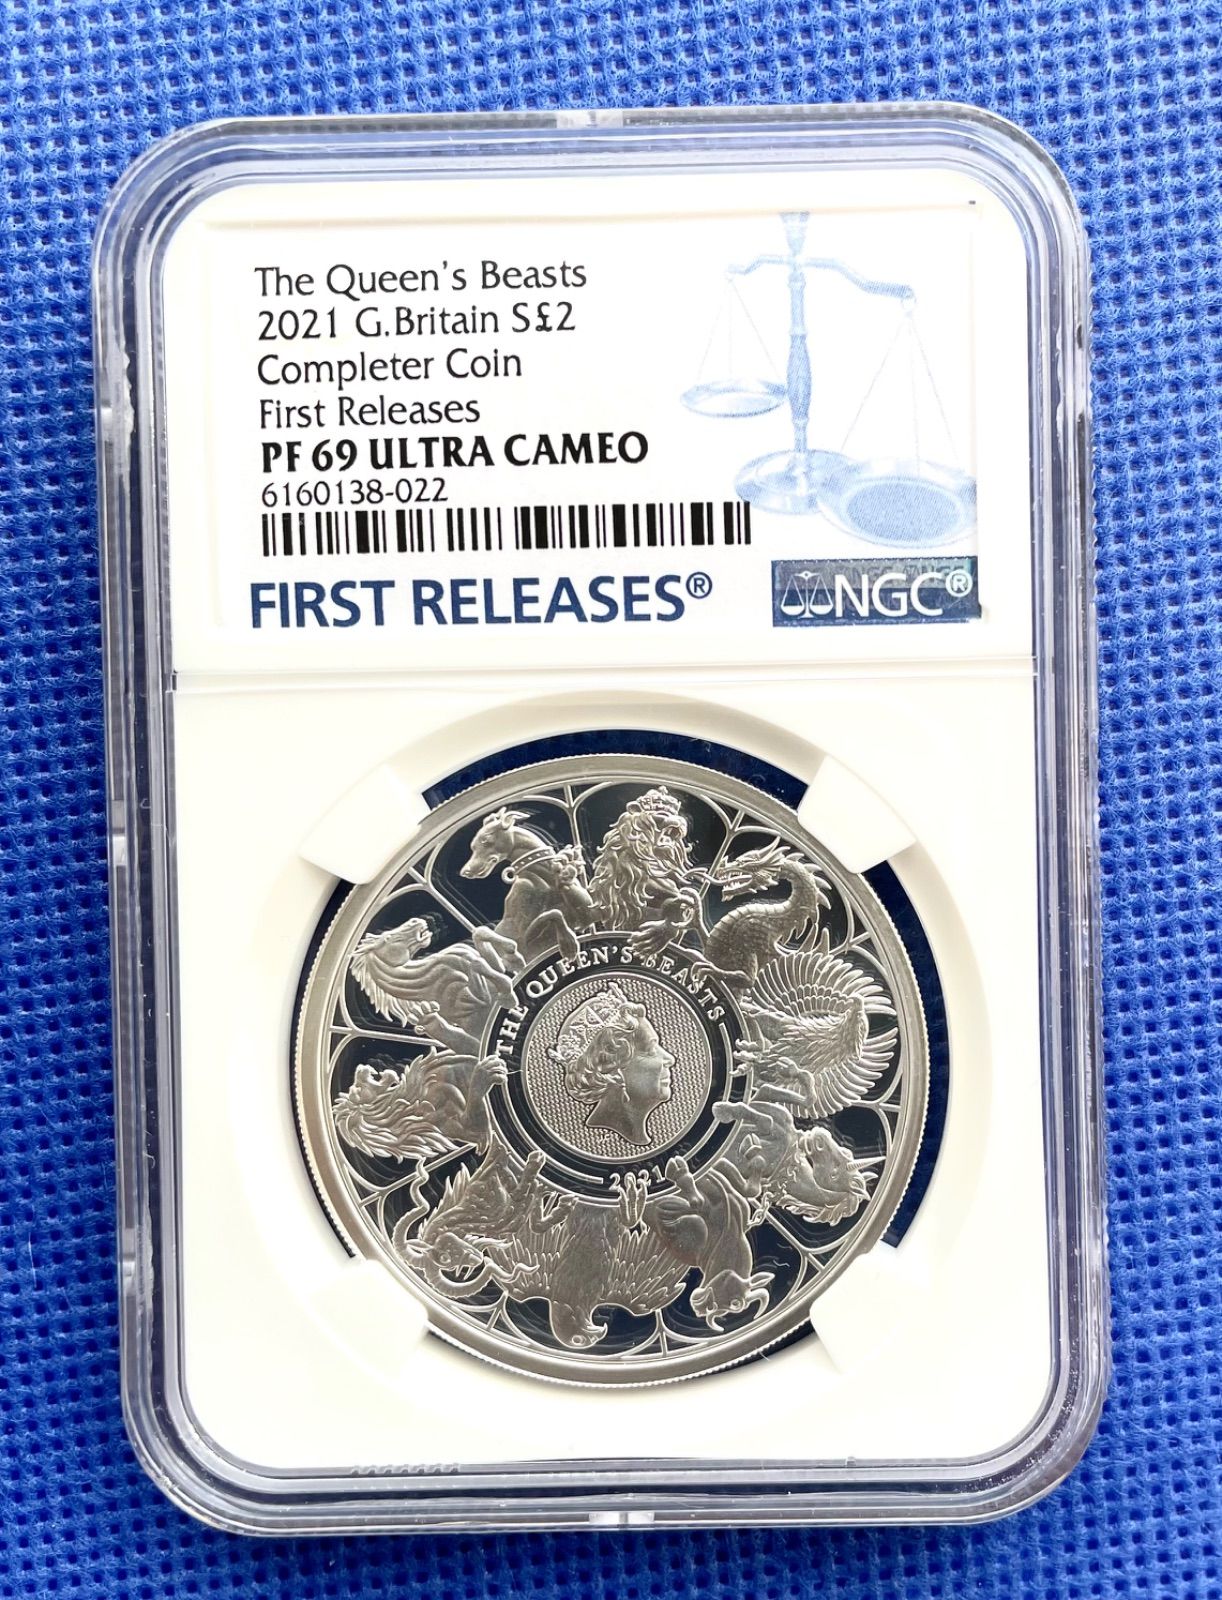 The Queen's Beasts
2021 G.Britain S£2
Completer Coin
First Releases
PF 69 ULTRA CAMEO
6160138-022
FIRST RELEASES®
NGC®
THE QUEEN'S BEASTS
2021